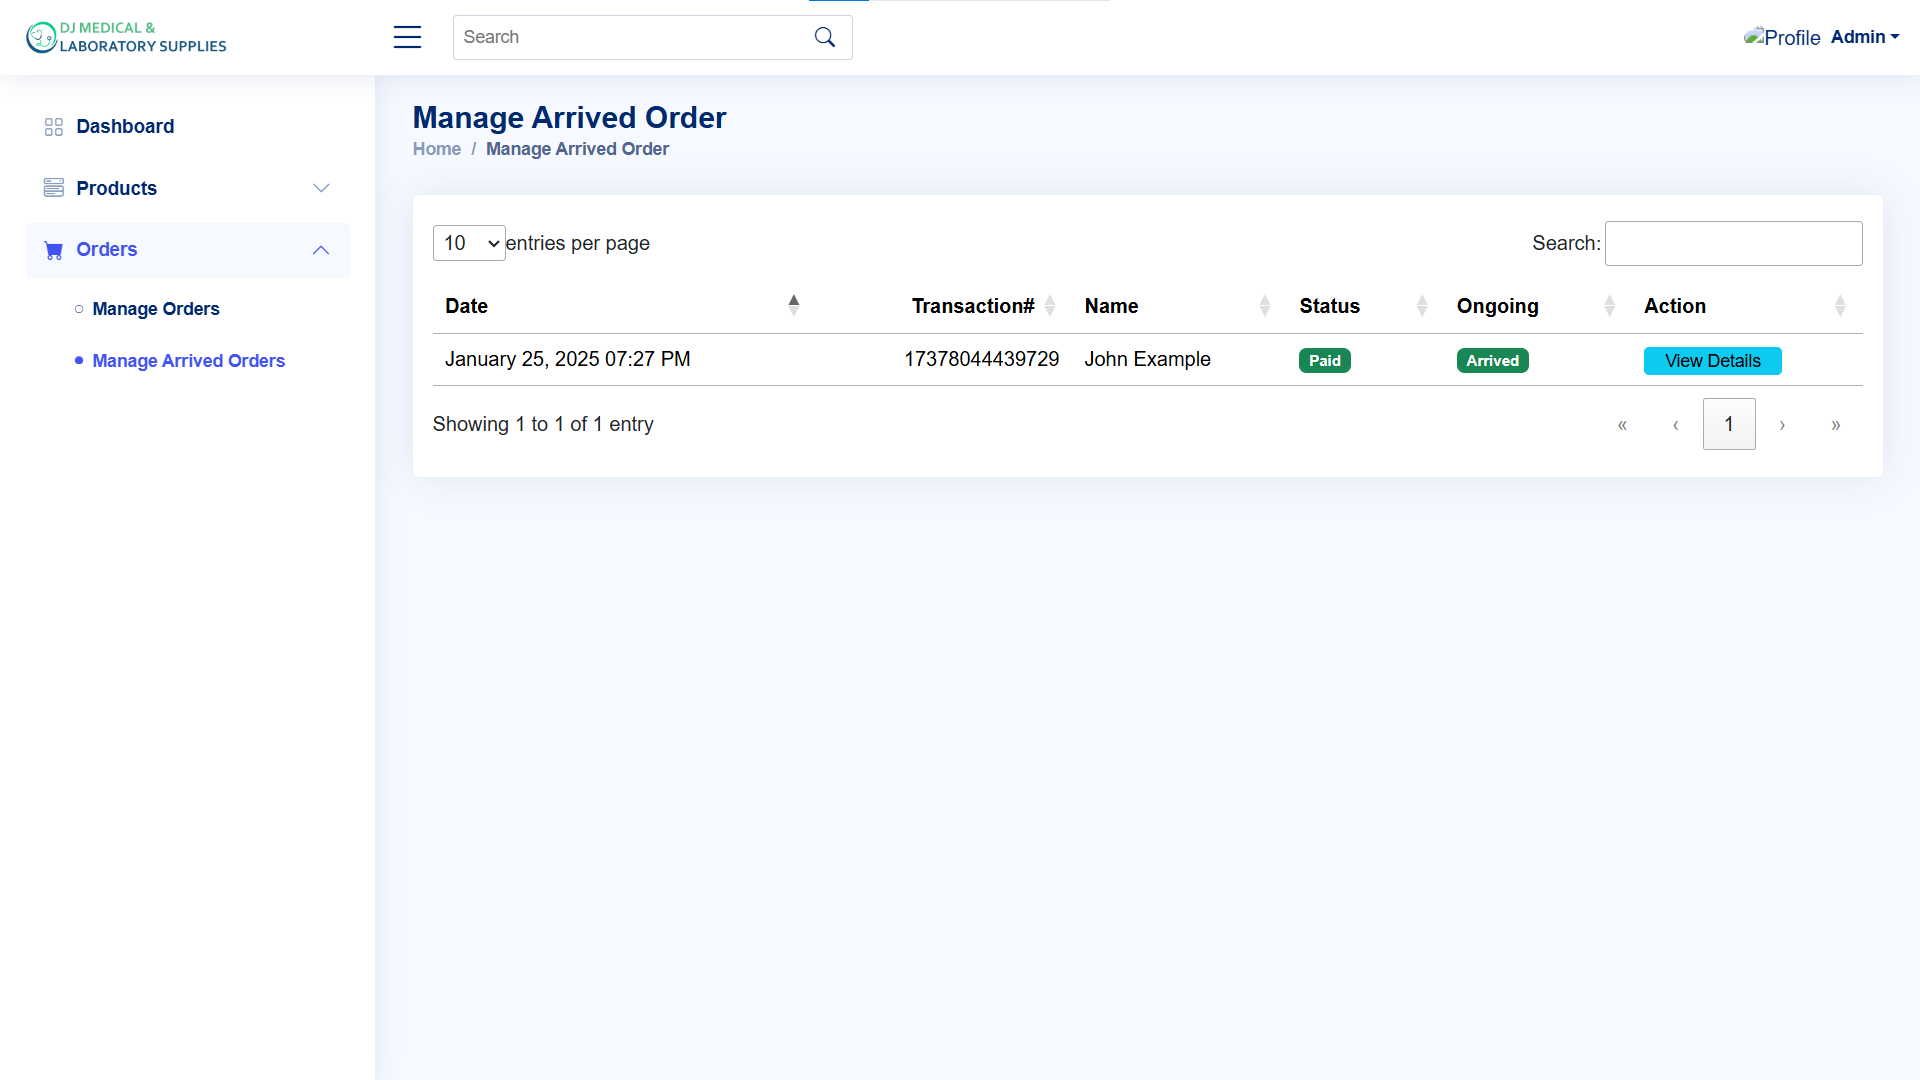 DJ MEDICAL &
LABORATORY SUPPLIES
Search
Profile Admin
Dashboard
Products
Orders
Manage Orders
Manage Arrived Orders
Manage Arrived Order
Home / Manage Arrived Order
10 entries per page
Search:
Date Transaction# Name Status Ongoing Action
January 25, 2025 07:27 PM 17378044439729 John Example Paid Arrived View Details
Showing 1 to 1 of 1 entry
« ‹ 1 › »